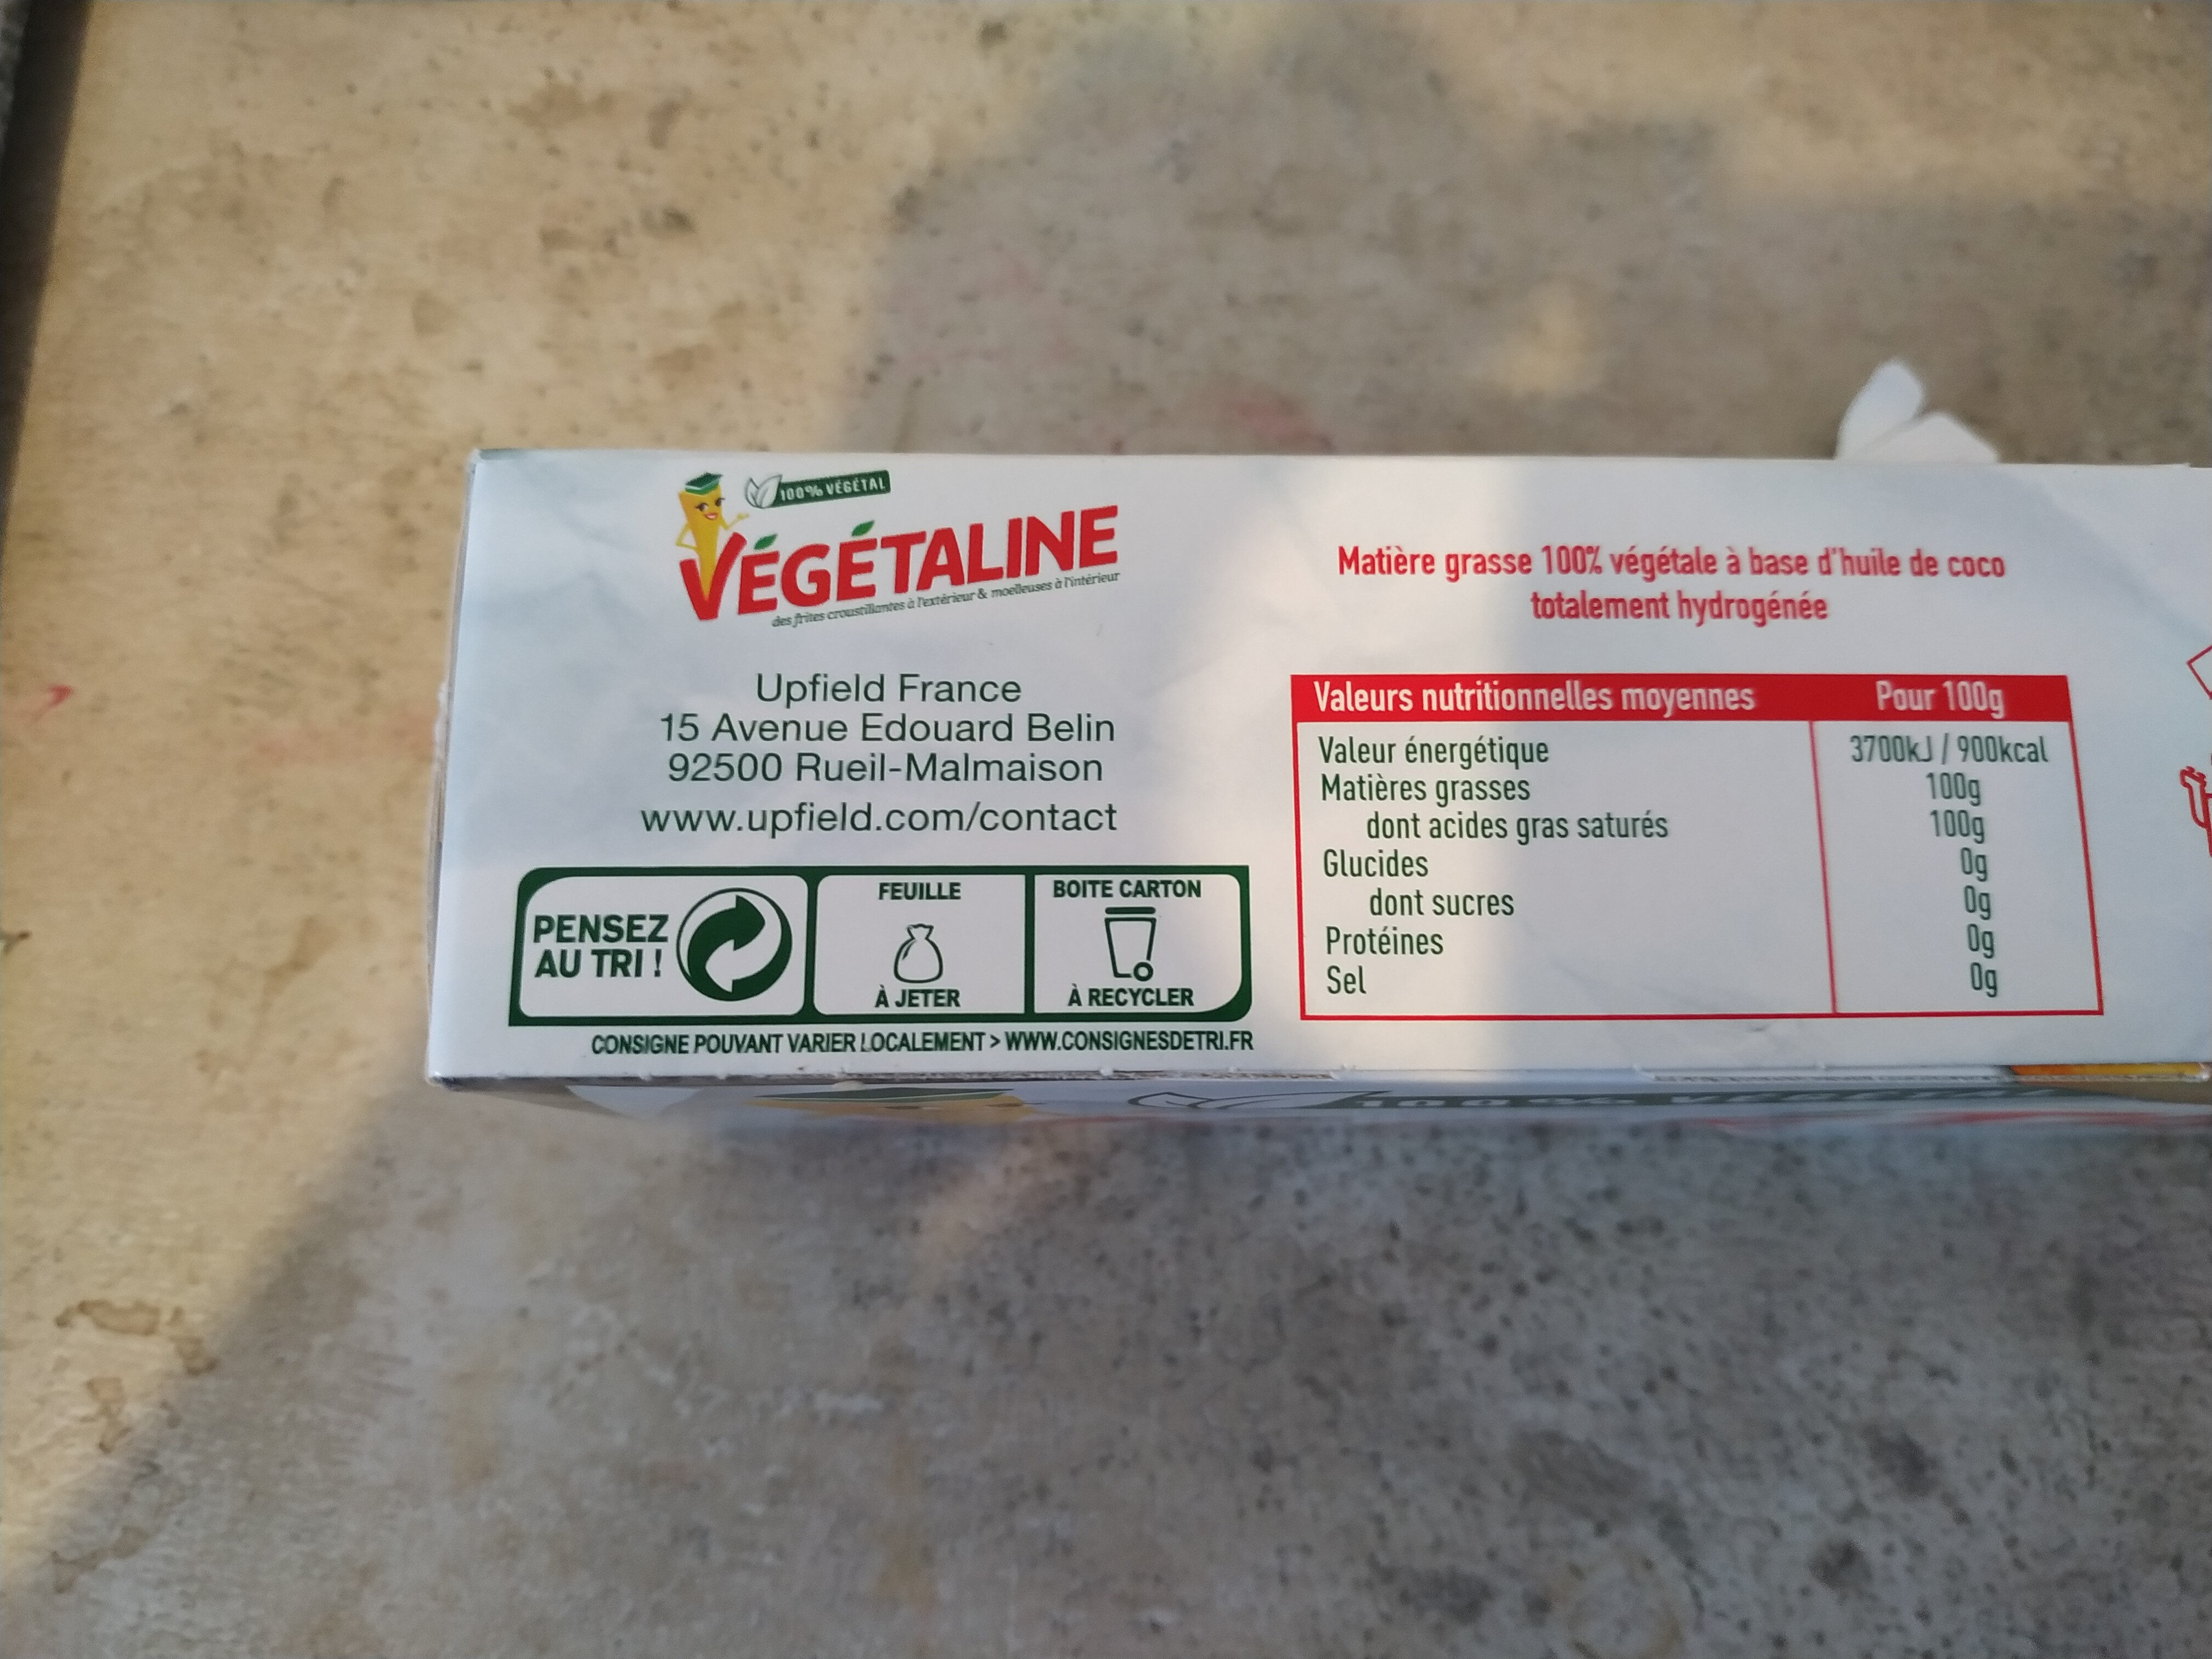 100% VÉGÉTAL
VÉGÉTALINE
des frites croustillantes à l'extérieur & moelleuses à l'intérieur
Upfield France
15 Avenue Edouard Belin
92500 Rueil-Malmaison
www.upfield.com/contact
PENSEZ
AU TRI !
FEUILLE
À JETER
BOITE CARTON
À RECYCLER
CONSIGNE POUVANT VARIER LOCALEMENT > WWW.CONSIGNESDETRI.FR
Matière grasse 100% végétale à base d'huile de coco
totalement hydrogénée
Valeurs nutritionnelles moyennes Pour 100g
Valeur énergétique 3700kJ / 900kcal
Matières grasses 100g
dont acides gras saturés 100g
Glucides 0g
dont sucres 0g
Protéines 0g
Sel 0g